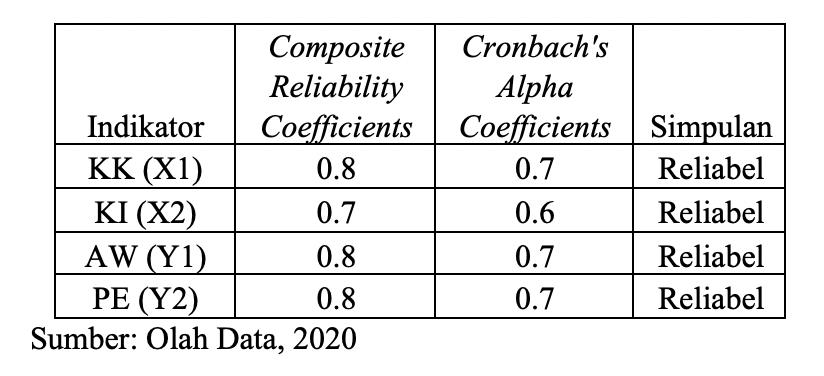 Indikator Composite Reliability Coefficients Cronbach's Alpha Coefficients Simpulan
KK (X1) 0.8 0.7 Reliabel
KI (X2) 0.7 0.6 Reliabel
AW (Y1) 0.8 0.7 Reliabel
PE (Y2) 0.8 0.7 Reliabel
Sumber: Olah Data, 2020